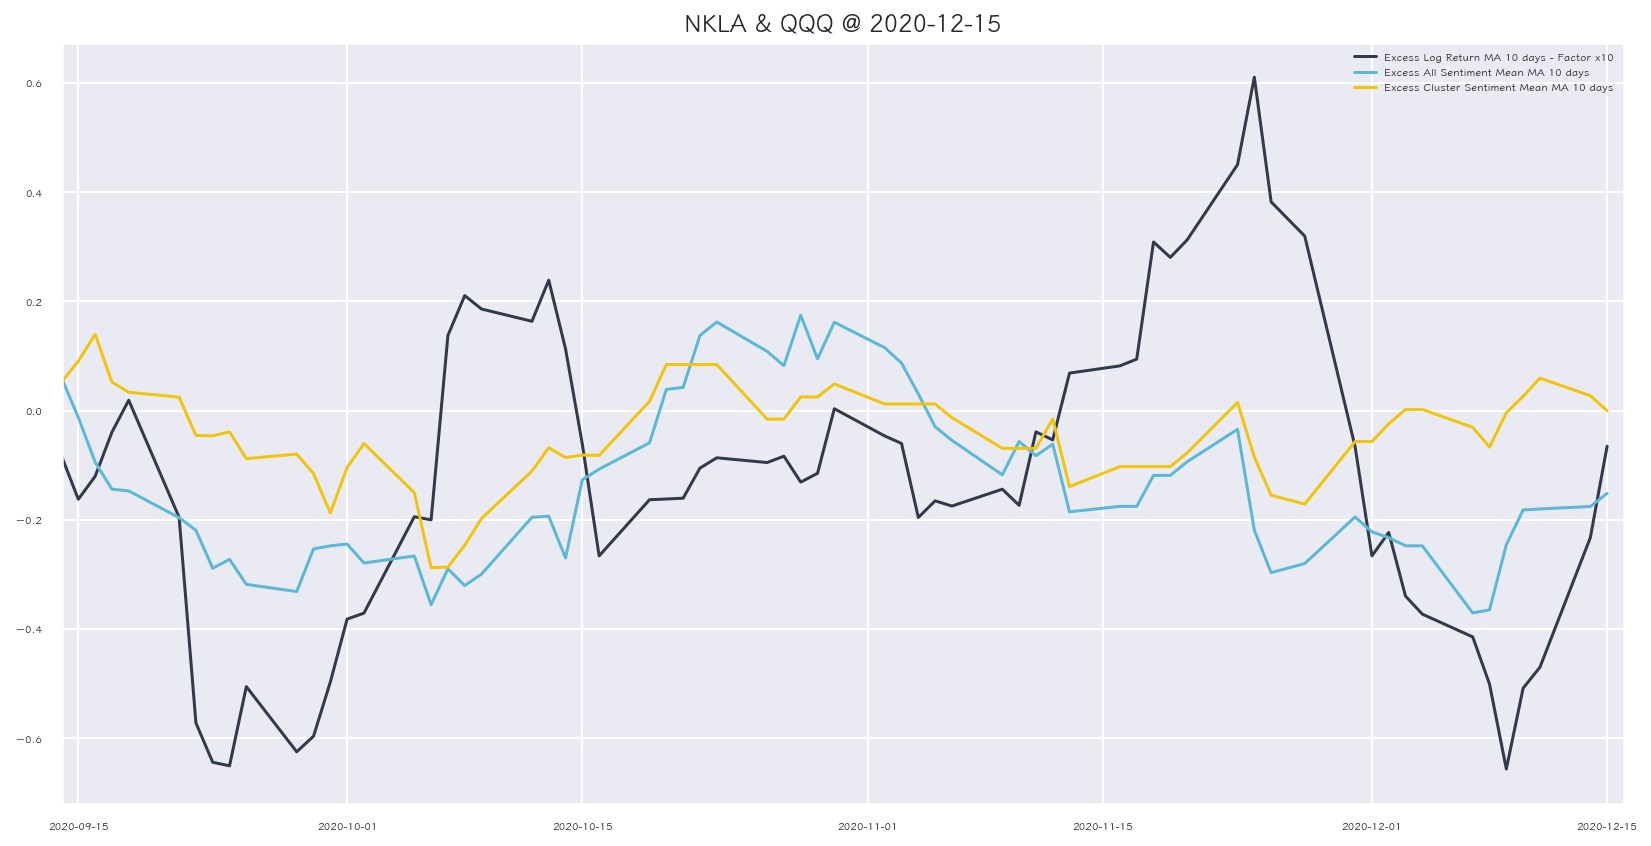 NKLA & QQQ @ 2020-12-15
Excess Log Return MA 10 days - Factor x10
Excess All Sentiment Mean MA 10 days
Excess Cluster Sentiment Mean MA 10 days
0.6
0.4
0.2
0.0
−0.2
−0.4
−0.6
2020-09-15 2020-10-01 2020-10-15 2020-11-01 2020-11-15 2020-12-01 2020-12-15